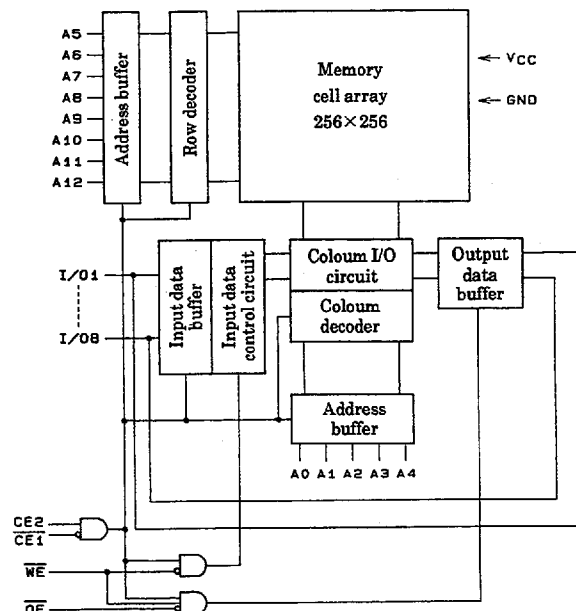 A5
A6
A7
A8
A9
A10
A11
A12
Address buffer
Row decoder
Memory
cell array
256×256
VCC
GND
I/O1
I/O8
Input data
buffer
Input data
control circuit
Coloum I/O
circuit
Coloum
decoder
Output
data
buffer
Address
buffer
A0 A1 A2 A3 A4
CE2
CE1
WE
OE